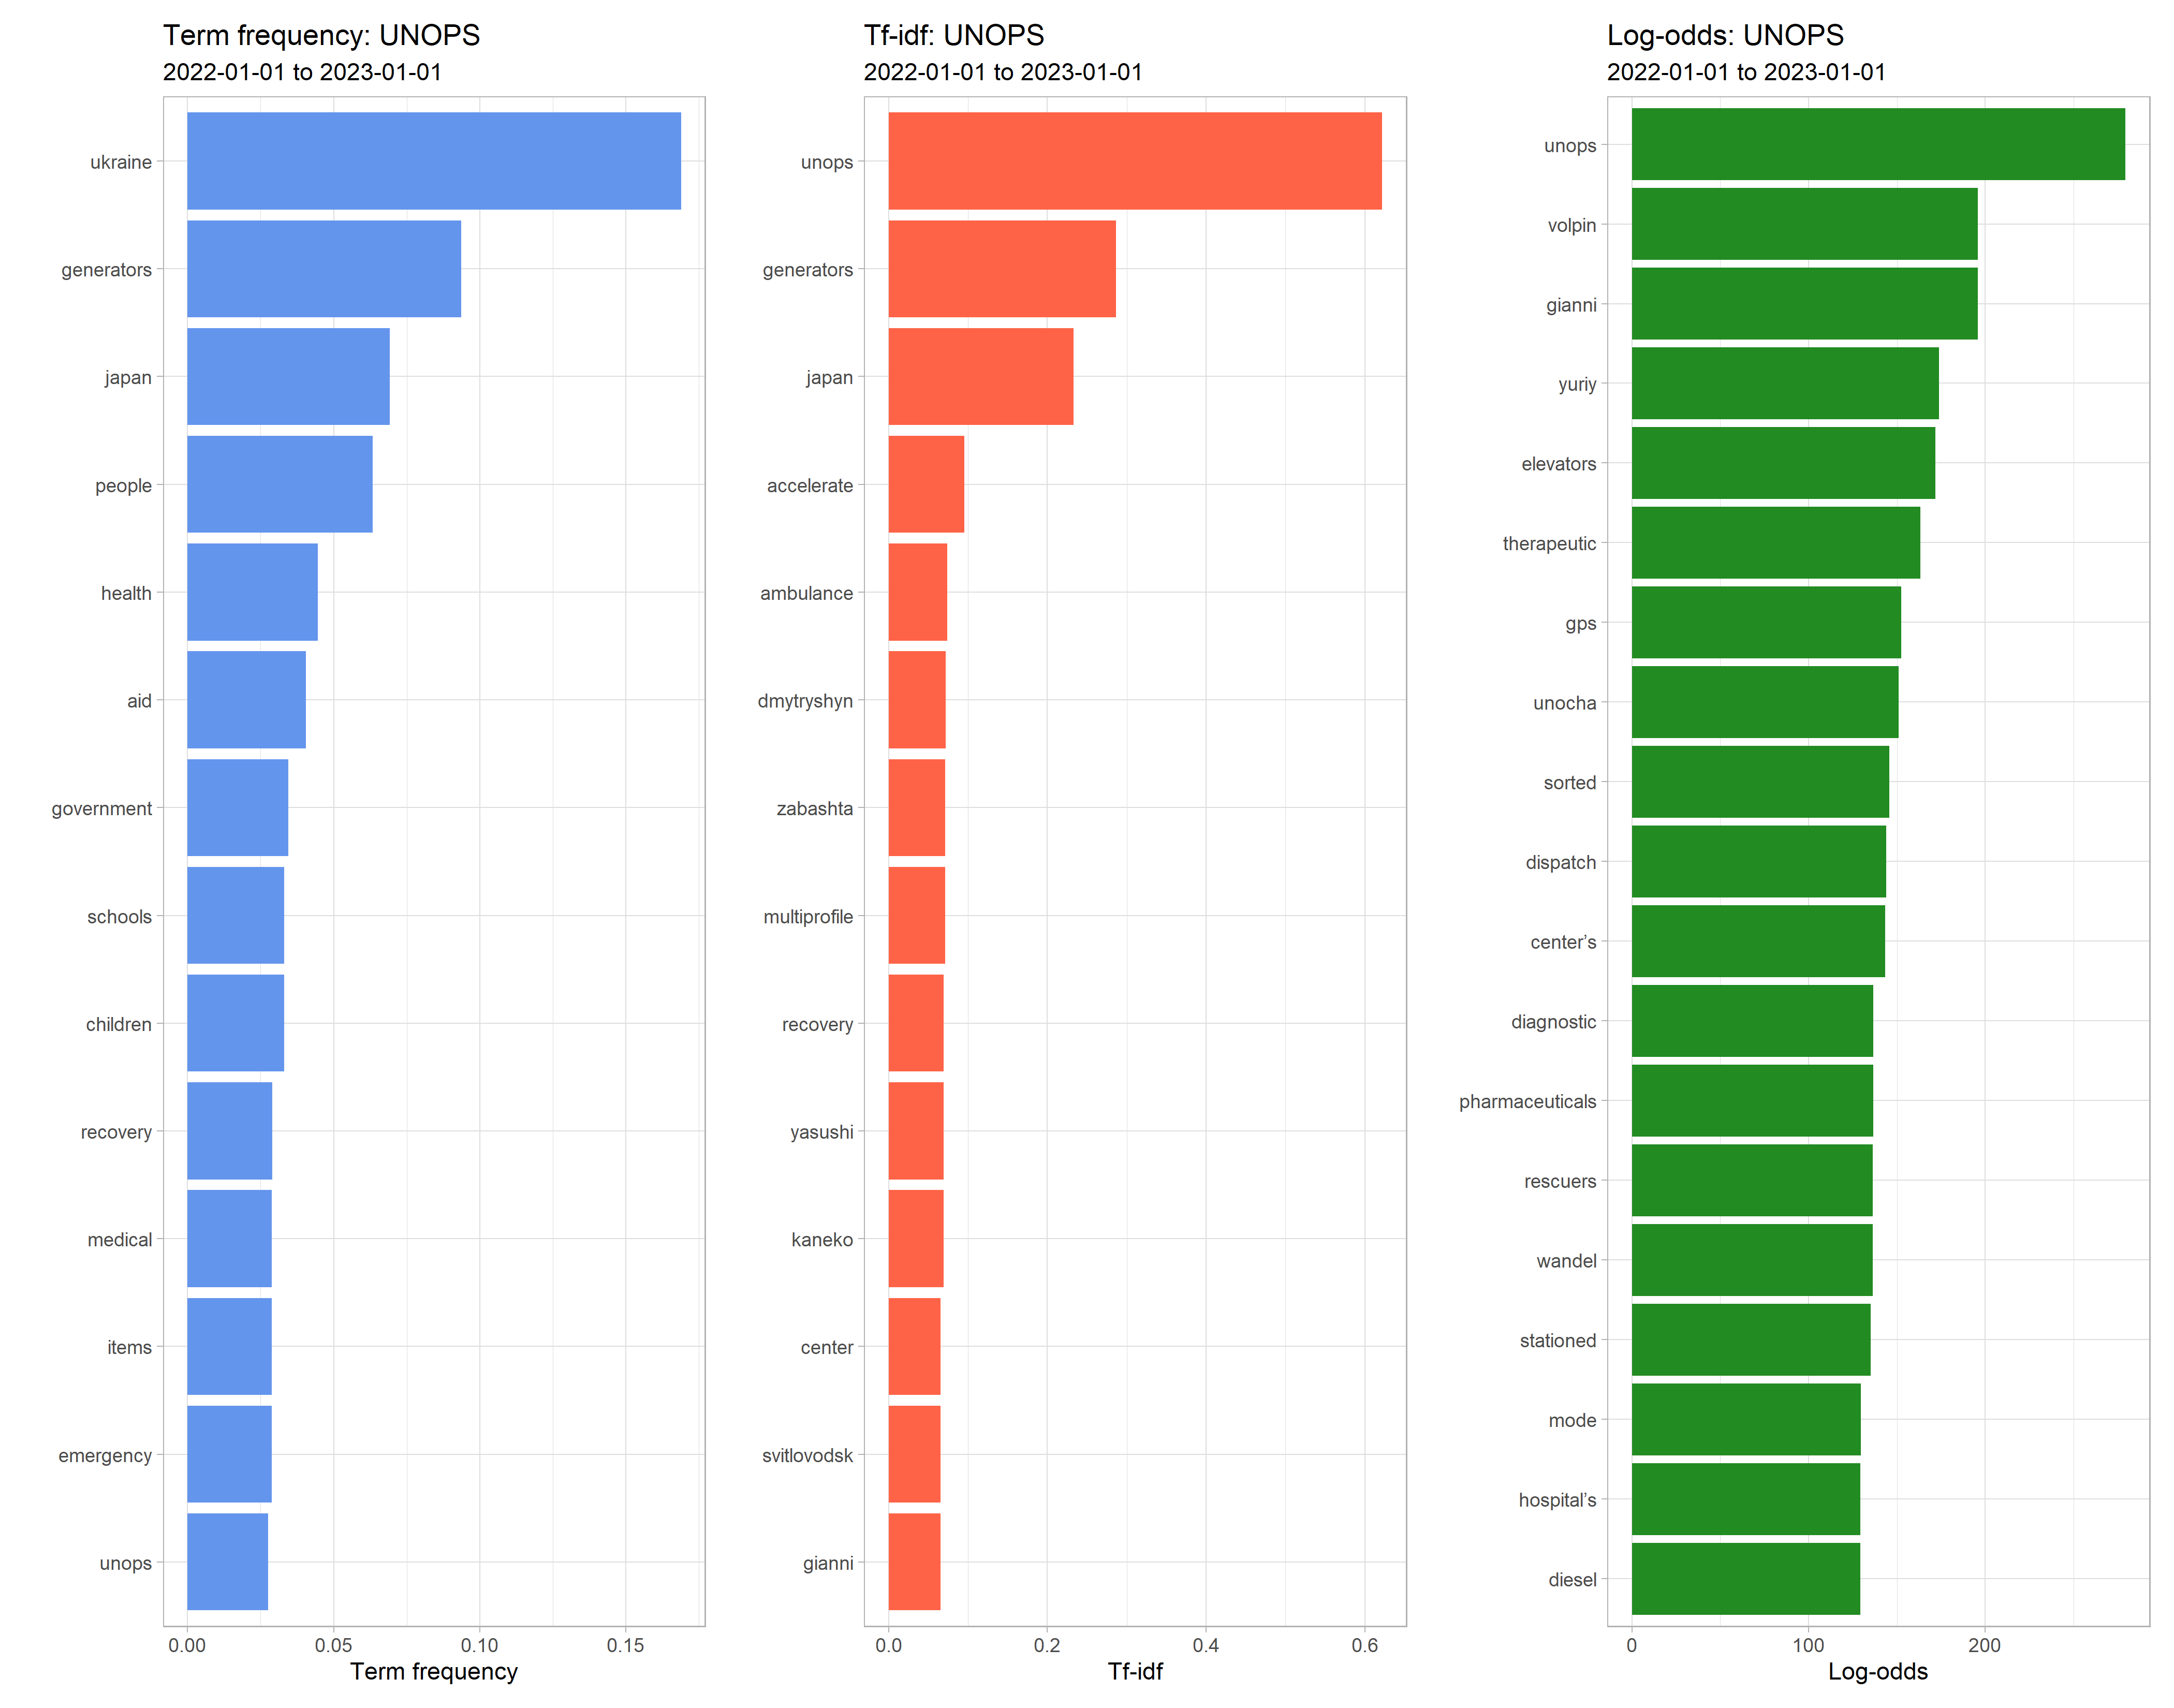 Term frequency: UNOPS
2022-01-01 to 2023-01-01
ukraine
generators
japan
people
health
aid
government
schools
children
recovery
medical
items
emergency
unops
0.00 0.05 0.10 0.15
Term frequency
Tf-idf: UNOPS
2022-01-01 to 2023-01-01
unops
generators
japan
accelerate
ambulance
dmytryshyn
zabashta
multiprofile
recovery
yasushi
kaneko
center
svitlovodsk
gianni
0.0 0.2 0.4 0.6
Tf-idf
Log-odds: UNOPS
2022-01-01 to 2023-01-01
unops
volpin
gianni
yuriy
elevators
therapeutic
gps
unocha
sorted
dispatch
center’s
diagnostic
pharmaceuticals
rescuers
wandel
stationed
mode
hospital’s
diesel
0 100 200
Log-odds